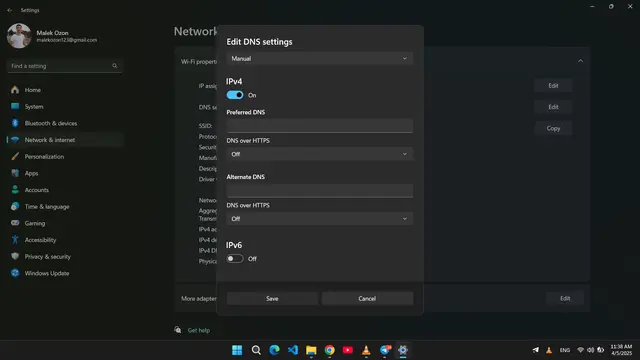 Settings
Malek Ozon
malekozon123@gmail.com
Find a setting
Home
System
Bluetooth & devices
Network & internet
Personalization
Apps
Accounts
Time & language
Gaming
Accessibility
Privacy & security
Windows Update
Network
Wi-Fi propert
IP assig
Edit
DNS se
Edit
SSID:
Copy
Protoc
Security
Manuf
Descrip
Driver
Netwo
Aggreg
Transm
IPv4 ad
IPv4 de
IPv4 DN
Physica
More adapter
Edit
Get help
Edit DNS settings
Manual
IPv4
On
Preferred DNS
DNS over HTTPS
Off
Alternate DNS
DNS over HTTPS
Off
IPv6
Off
Save
Cancel
ENG
11:38 AM
4/5/2025